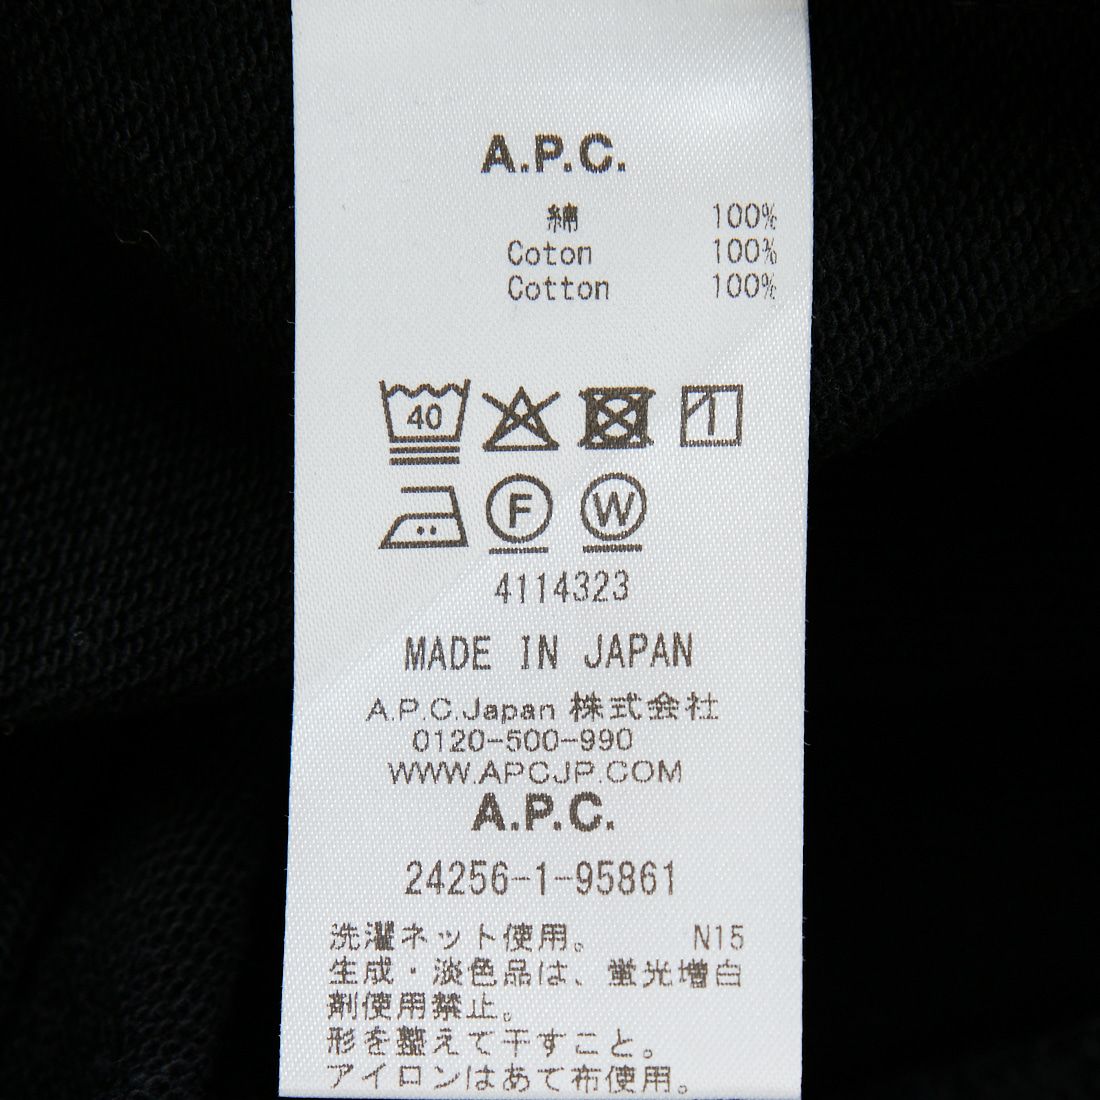 A.P.C.
綿 100%
Coton 100%
Cotton 100%
40
F W
4114323
MADE IN JAPAN
A.P.C.Japan 株式会社
0120-500-990
WWW.APCJP.COM
A.P.C.
24256-1-95861
洗濯ネット使用。 N15
生成・淡色品は、蛍光増白
剤使用禁止。
形を整えて干すこと。
アイロンはあて布使用。